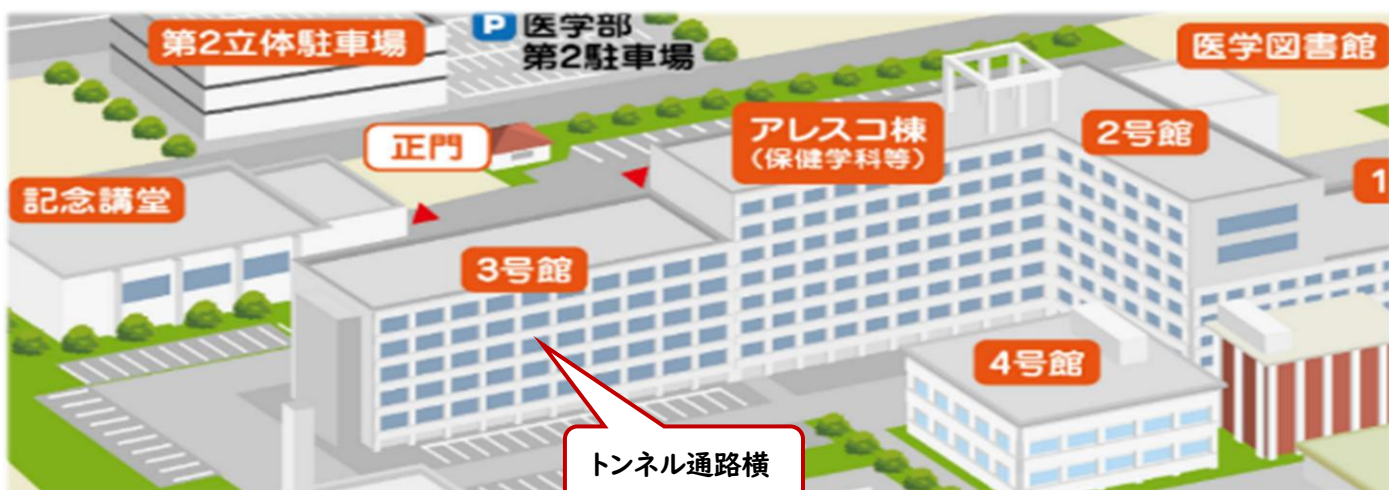 第2立体駐車場
P 医学部
第2駐車場
医学図書館
正門
アレスコ棟
(保健学科等)
2号館
記念講堂
1
3号館
4号館
トンネル通路横